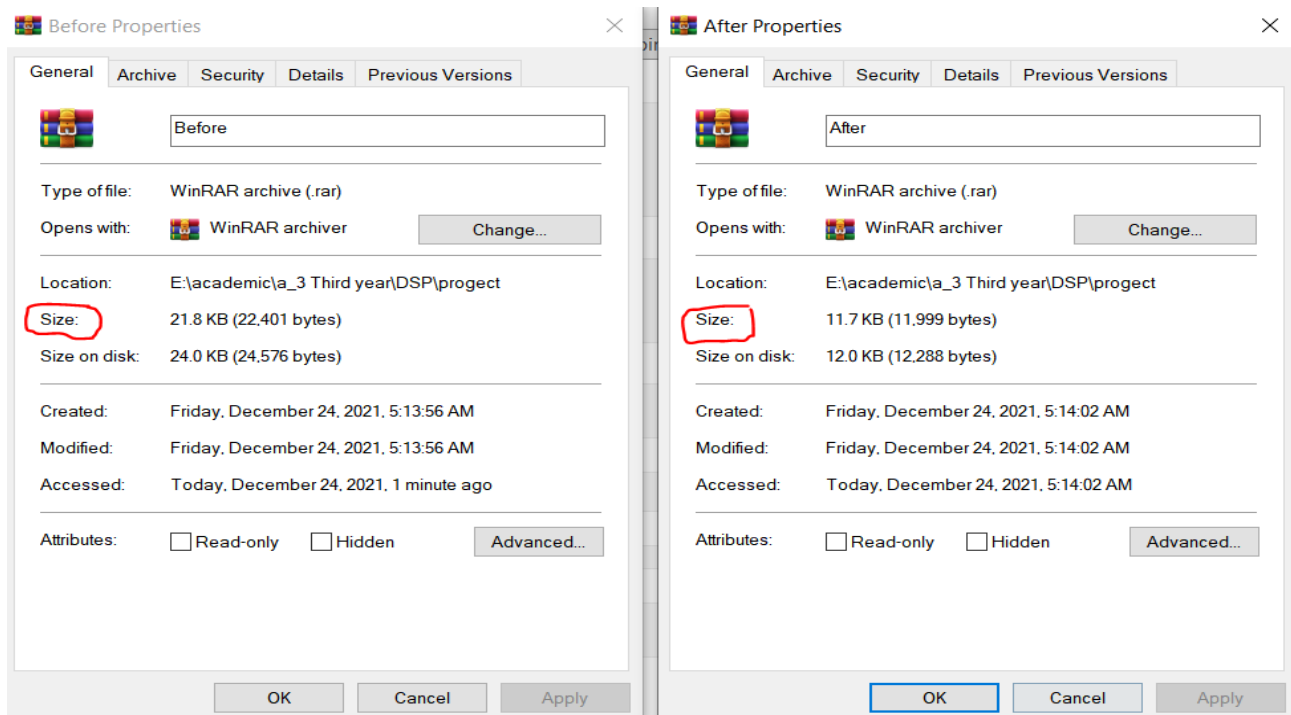 Before Properties
General Archive Security Details Previous Versions
Before
Type of file: WinRAR archive (.rar)
Opens with: WinRAR archiver Change...
Location: E:\academic\a_3 Third year\DSP\progect
Size: 21.8 KB (22,401 bytes)
Size on disk: 24.0 KB (24,576 bytes)
Created: Friday, December 24, 2021, 5:13:56 AM
Modified: Friday, December 24, 2021, 5:13:56 AM
Accessed: Today, December 24, 2021, 1 minute ago
Attributes: Read-only Hidden Advanced...
OK Cancel Apply
After Properties
General Archive Security Details Previous Versions
After
Type of file: WinRAR archive (.rar)
Opens with: WinRAR archiver Change...
Location: E:\academic\a_3 Third year\DSP\progect
Size: 11.7 KB (11,999 bytes)
Size on disk: 12.0 KB (12,288 bytes)
Created: Friday, December 24, 2021, 5:14:02 AM
Modified: Friday, December 24, 2021, 5:14:02 AM
Accessed: Today, December 24, 2021, 5:14:02 AM
Attributes: Read-only Hidden Advanced...
OK Cancel Apply